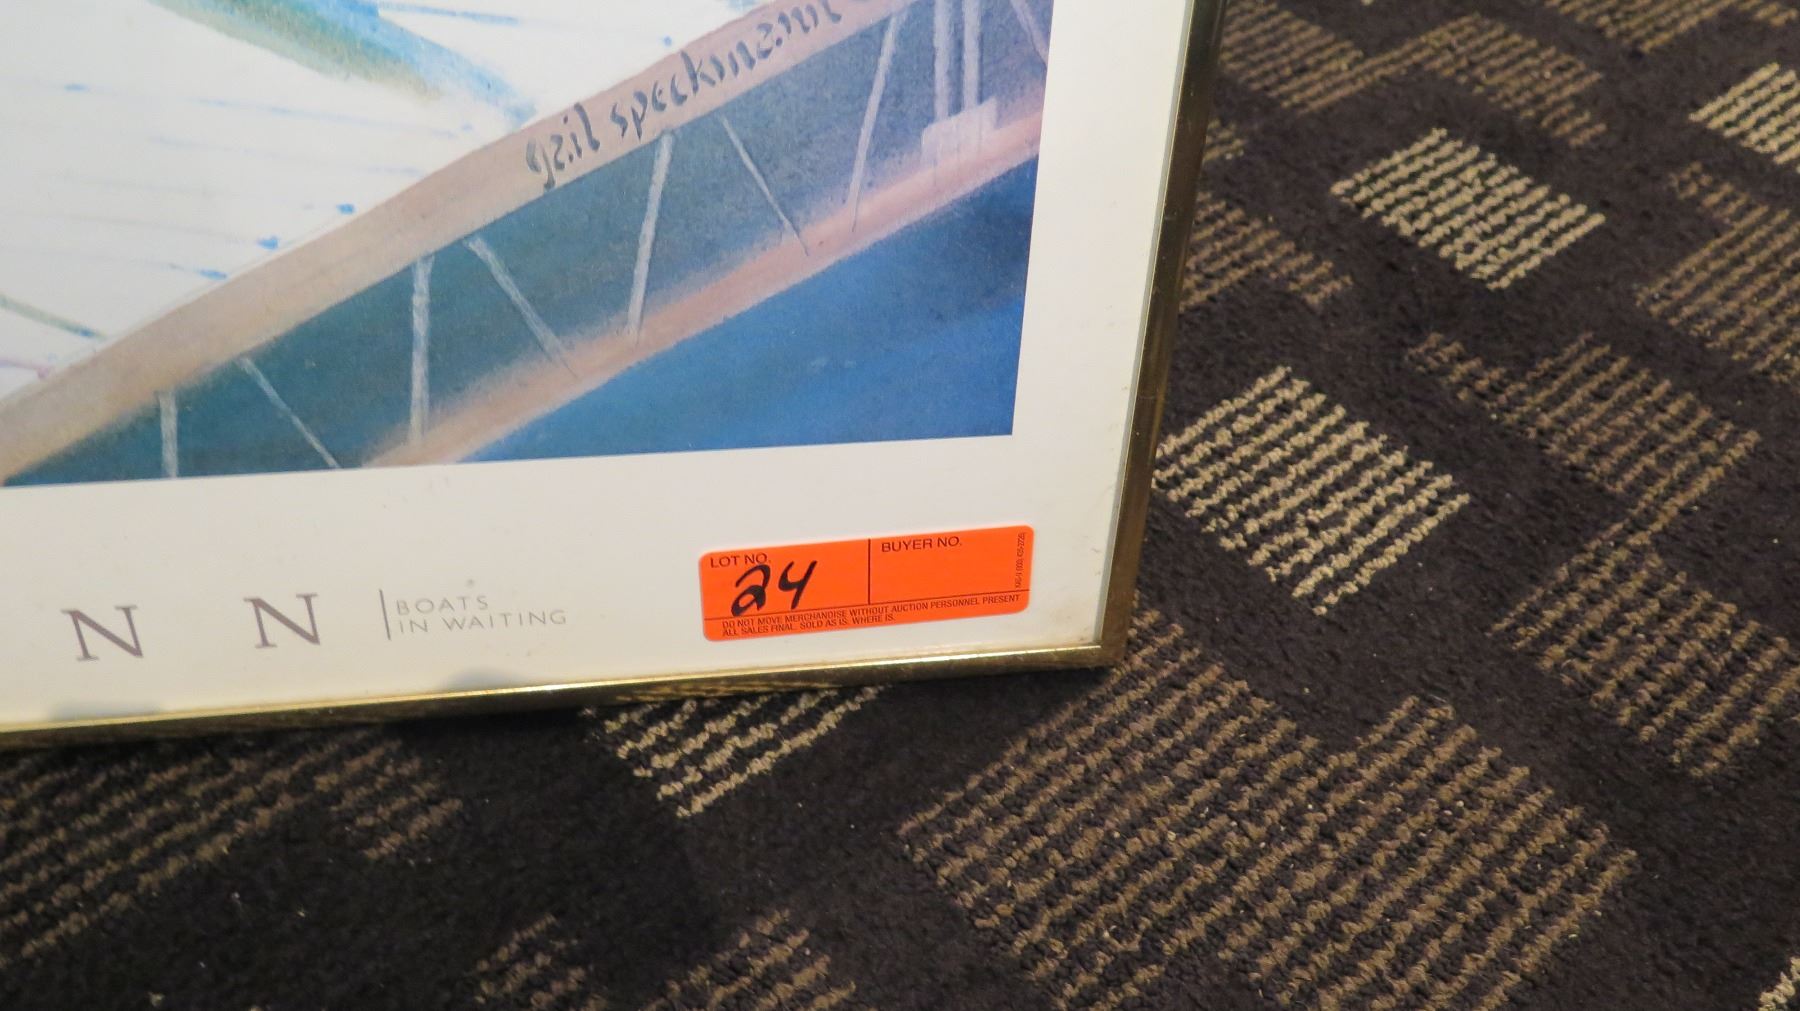 gail speckmann
N N
BOATS
IN WAITING
LOT NO.
24
BUYER NO.
DO NOT MOVE MERCHANDISE WITHOUT AUCTION PERSONNEL PRESENT
ALL SALES FINAL. SOLD AS IS. WHERE IS.